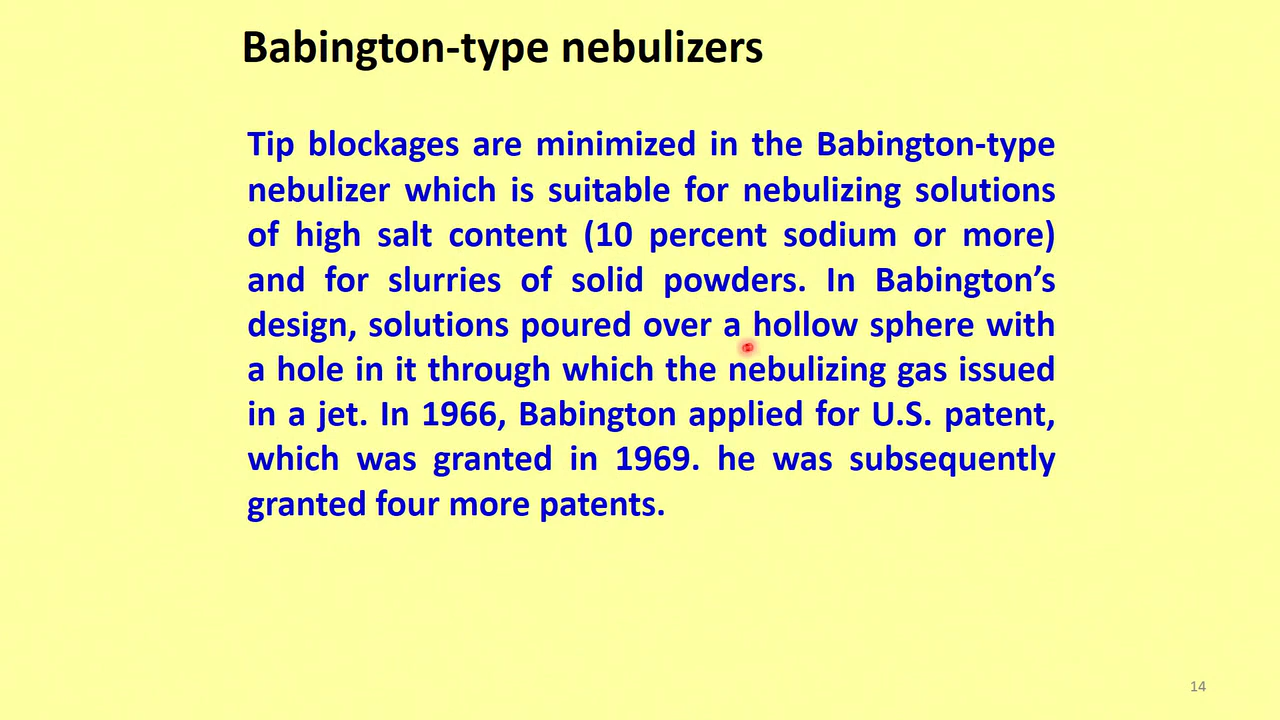 Babington-type nebulizers
Tip blockages are minimized in the Babington-type
nebulizer which is suitable for nebulizing solutions
of high salt content (10 percent sodium or more)
and for slurries of solid powders. In Babington’s
design, solutions poured over a hollow sphere with
a hole in it through which the nebulizing gas issued
in a jet. In 1966, Babington applied for U.S. patent,
which was granted in 1969. he was subsequently
granted four more patents.
14